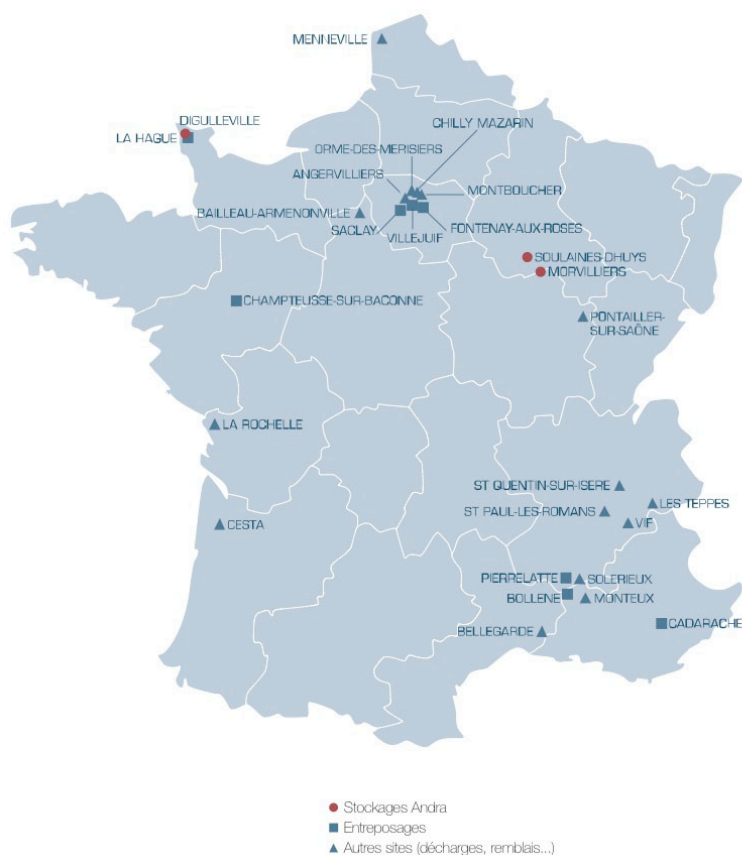 MENNEVILLE
DIGULLEVILLE
LA HAGUE
CHILLY MAZARIN
ORME-DES-MERISIERS
ANGERVILLIERS
MONTBOUCHER
BAILLEAU-ARMENONVILLE
SACLAY
VILLEJUIF
FONTENAY-AUX-ROSES
SOULAINES-DHUYS
MORVILLIERS
CHAMPTEUSSE-SUR-BACONNE
PONTAILLER-
SUR-SAÔNE
LA ROCHELLE
ST QUENTIN-SUR-ISERE
LES TEPPES
ST PAUL-LES-ROMANS
VIF
CESTA
PIERRELATTE
SOLERIEUX
BOLLENE
MONTEUX
BELLEGARDE
CADARACHE
Stockages Andra
Entreposages
Autres sites (décharges, remblais...)